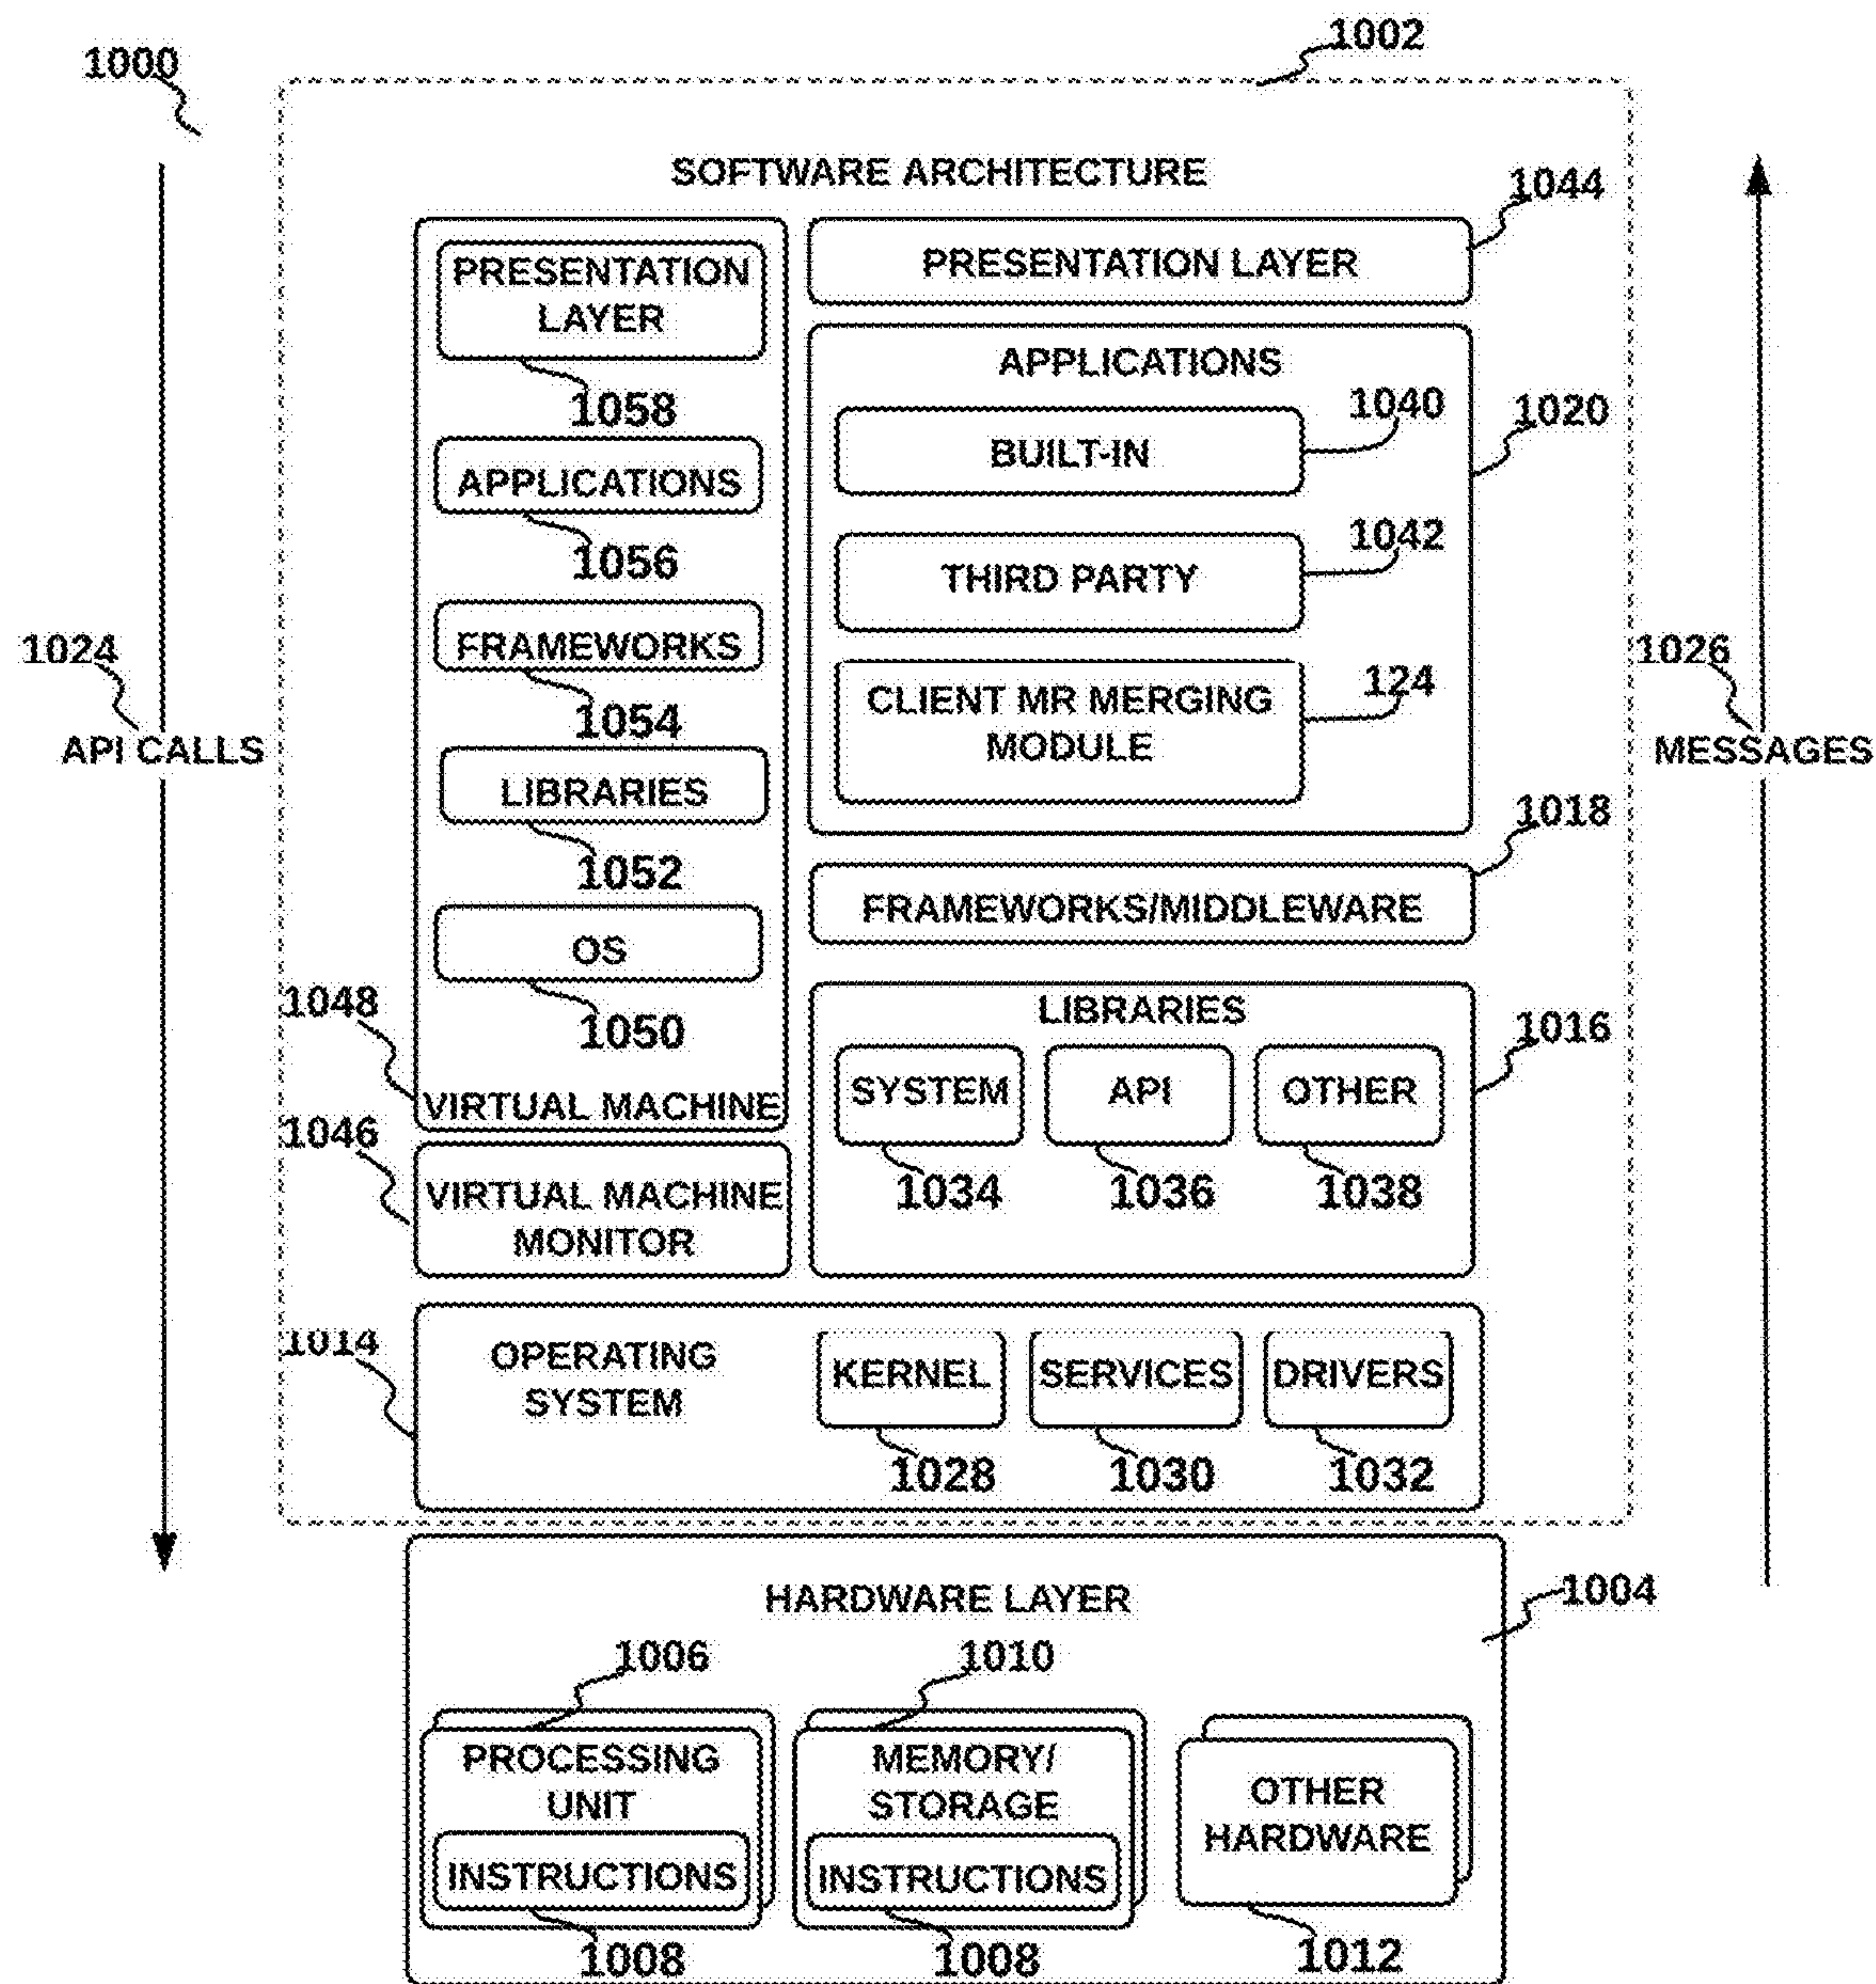 1000
1002
SOFTWARE ARCHITECTURE
1044
PRESENTATION LAYER
1058
APPLICATIONS
1056
FRAMEWORKS
1054
LIBRARIES
1052
OS
1050
1048
VIRTUAL MACHINE
1046
VIRTUAL MACHINE
MONITOR
PRESENTATION LAYER
APPLICATIONS
1040
1020
BUILT-IN
1042
THIRD PARTY
124
CLIENT MR MERGING
MODULE
1018
FRAMEWORKS/MIDDLEWARE
LIBRARIES
1016
SYSTEM
API
OTHER
1034
1036
1038
1024
API CALLS
1026
MESSAGES
1014
OPERATING
SYSTEM
KERNEL
SERVICES
DRIVERS
1028
1030
1032
HARDWARE LAYER
1004
1006
1010
PROCESSING
UNIT
INSTRUCTIONS
1008
MEMORY/
STORAGE
INSTRUCTIONS
1008
OTHER
HARDWARE
1012